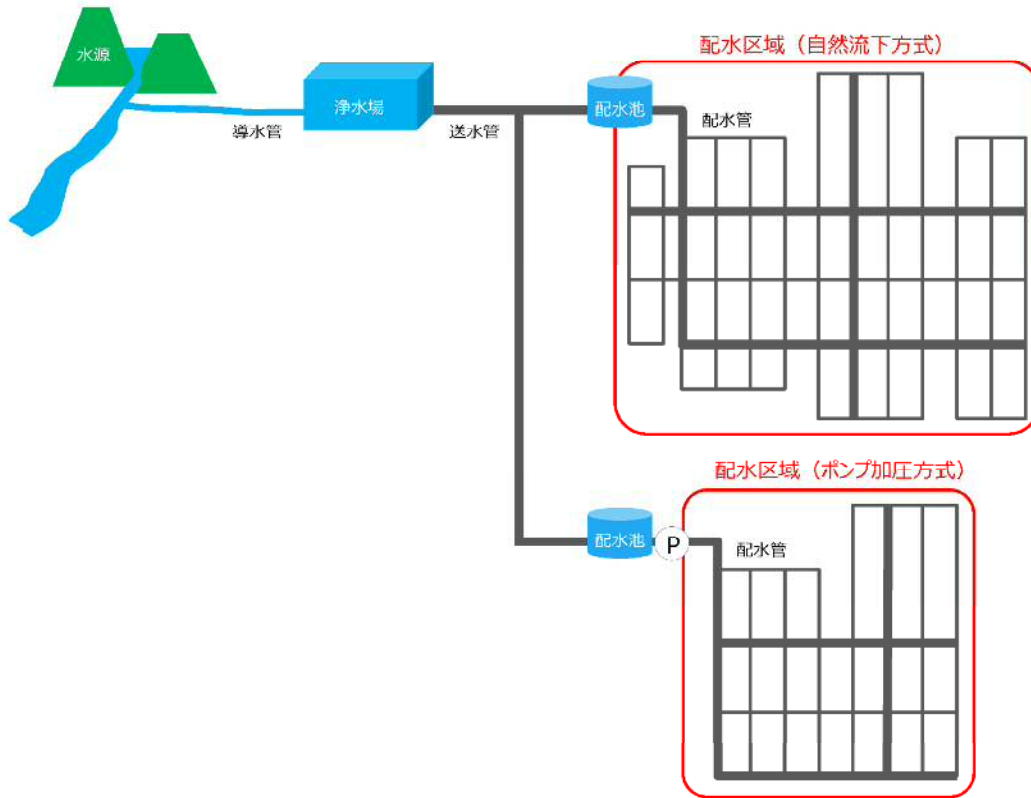 水源
浄水場
導水管
送水管
配水池
配水区域（自然流下方式）
配水管
配水区域（ポンプ加圧方式）
配水池
P
配水管